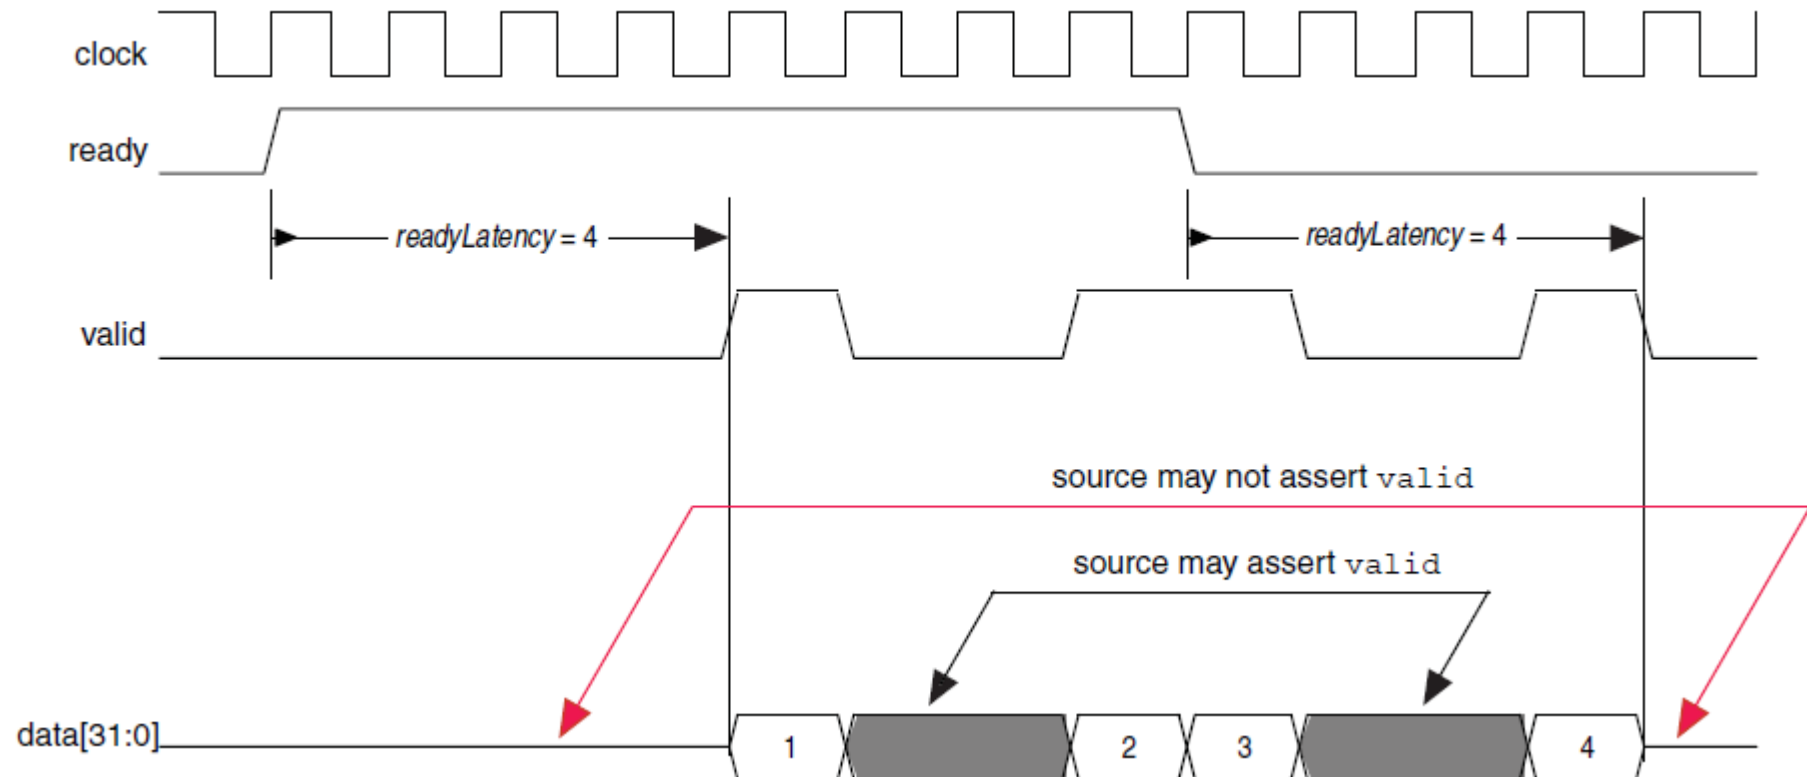 clock
ready
readyLatency = 4 readyLatency = 4
valid
source may not assert valid
source may assert valid
data[31:0] 1 2 3 4